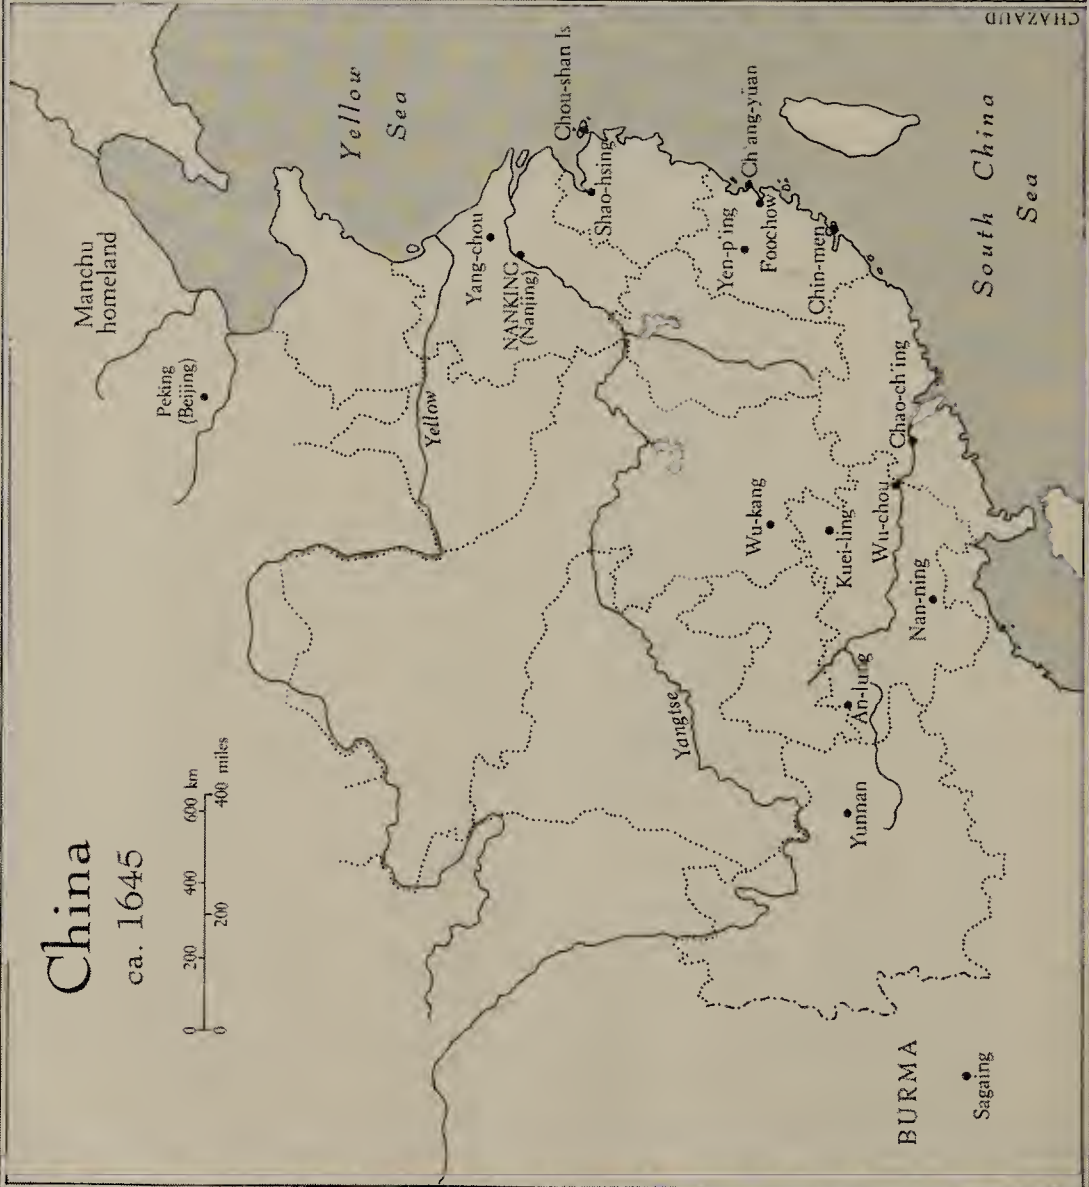 China
ca. 1645
0 200 400 600 km
0 200 400 miles
Manchu
homeland
Peking
(Beijing)
Yellow
Sea
Yellow
Yang-chou
NANKING
(Nanjing)
Chou-shan Is
Shao-hsing
Yangtse
Wu-kang
Yen-p'ing
Ch'ang-yüan
Foochow
Chin-men
Kuei-ling
Wu-chou
Chao-ch'ing
Nan-ning
An-lung
Yunnan
BURMA
Sagaing
South China
Sea
CHAZAUD